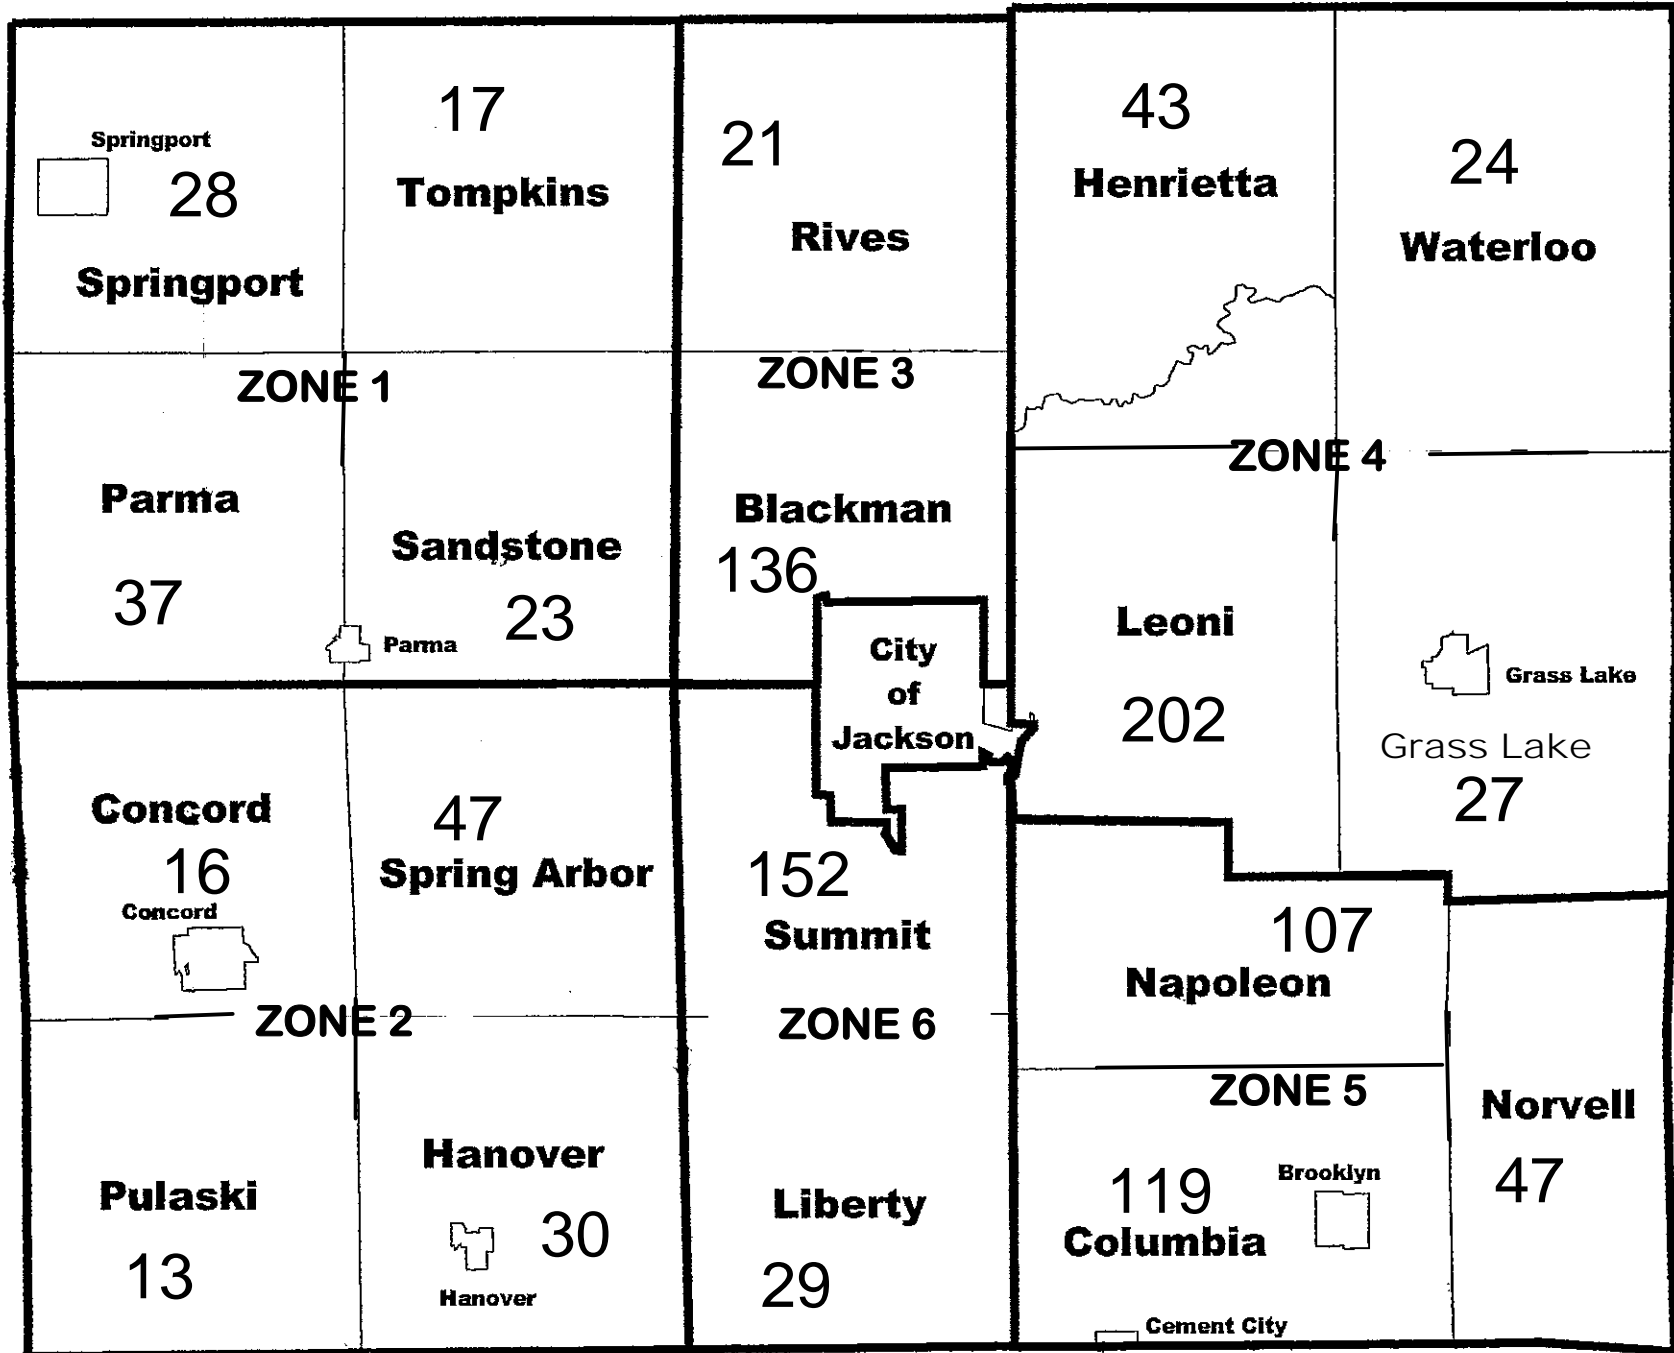 Springport
28
Springport
17
Tompkins
21
Rives
43
Henrietta
24
Waterloo
ZONE 1
ZONE 3
ZONE 4
Parma
37
Sandstone
23
Parma
Blackman
136
City
of
Jackson
Leoni
202
Grass Lake
Grass Lake
27
Concord
16
Concord
47
Spring Arbor
152
Summit
107
Napoleon
ZONE 2
ZONE 6
ZONE 5
Pulaski
13
Hanover
30
Hanover
Liberty
29
119
Columbia
Brooklyn
Cement City
Norvell
47